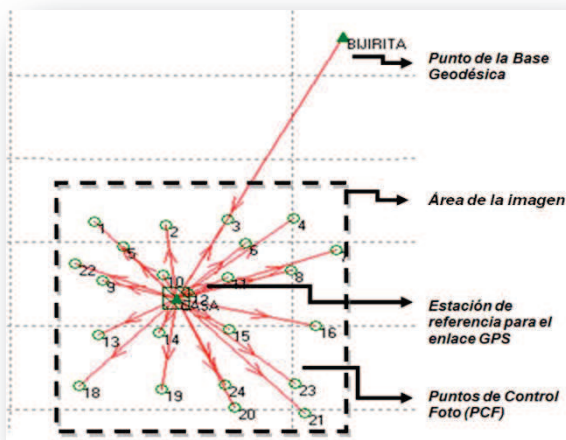 BIJIRITA
Punto de la Base
Geodésica
Área de la imagen
1
2
3
4
5
6
7
22
9
10
11
8
12
CASA
Estación de
referencia para el
enlace GPS
13
14
15
16
18
19
24
23
20
21
Puntos de Control
Foto (PCF)